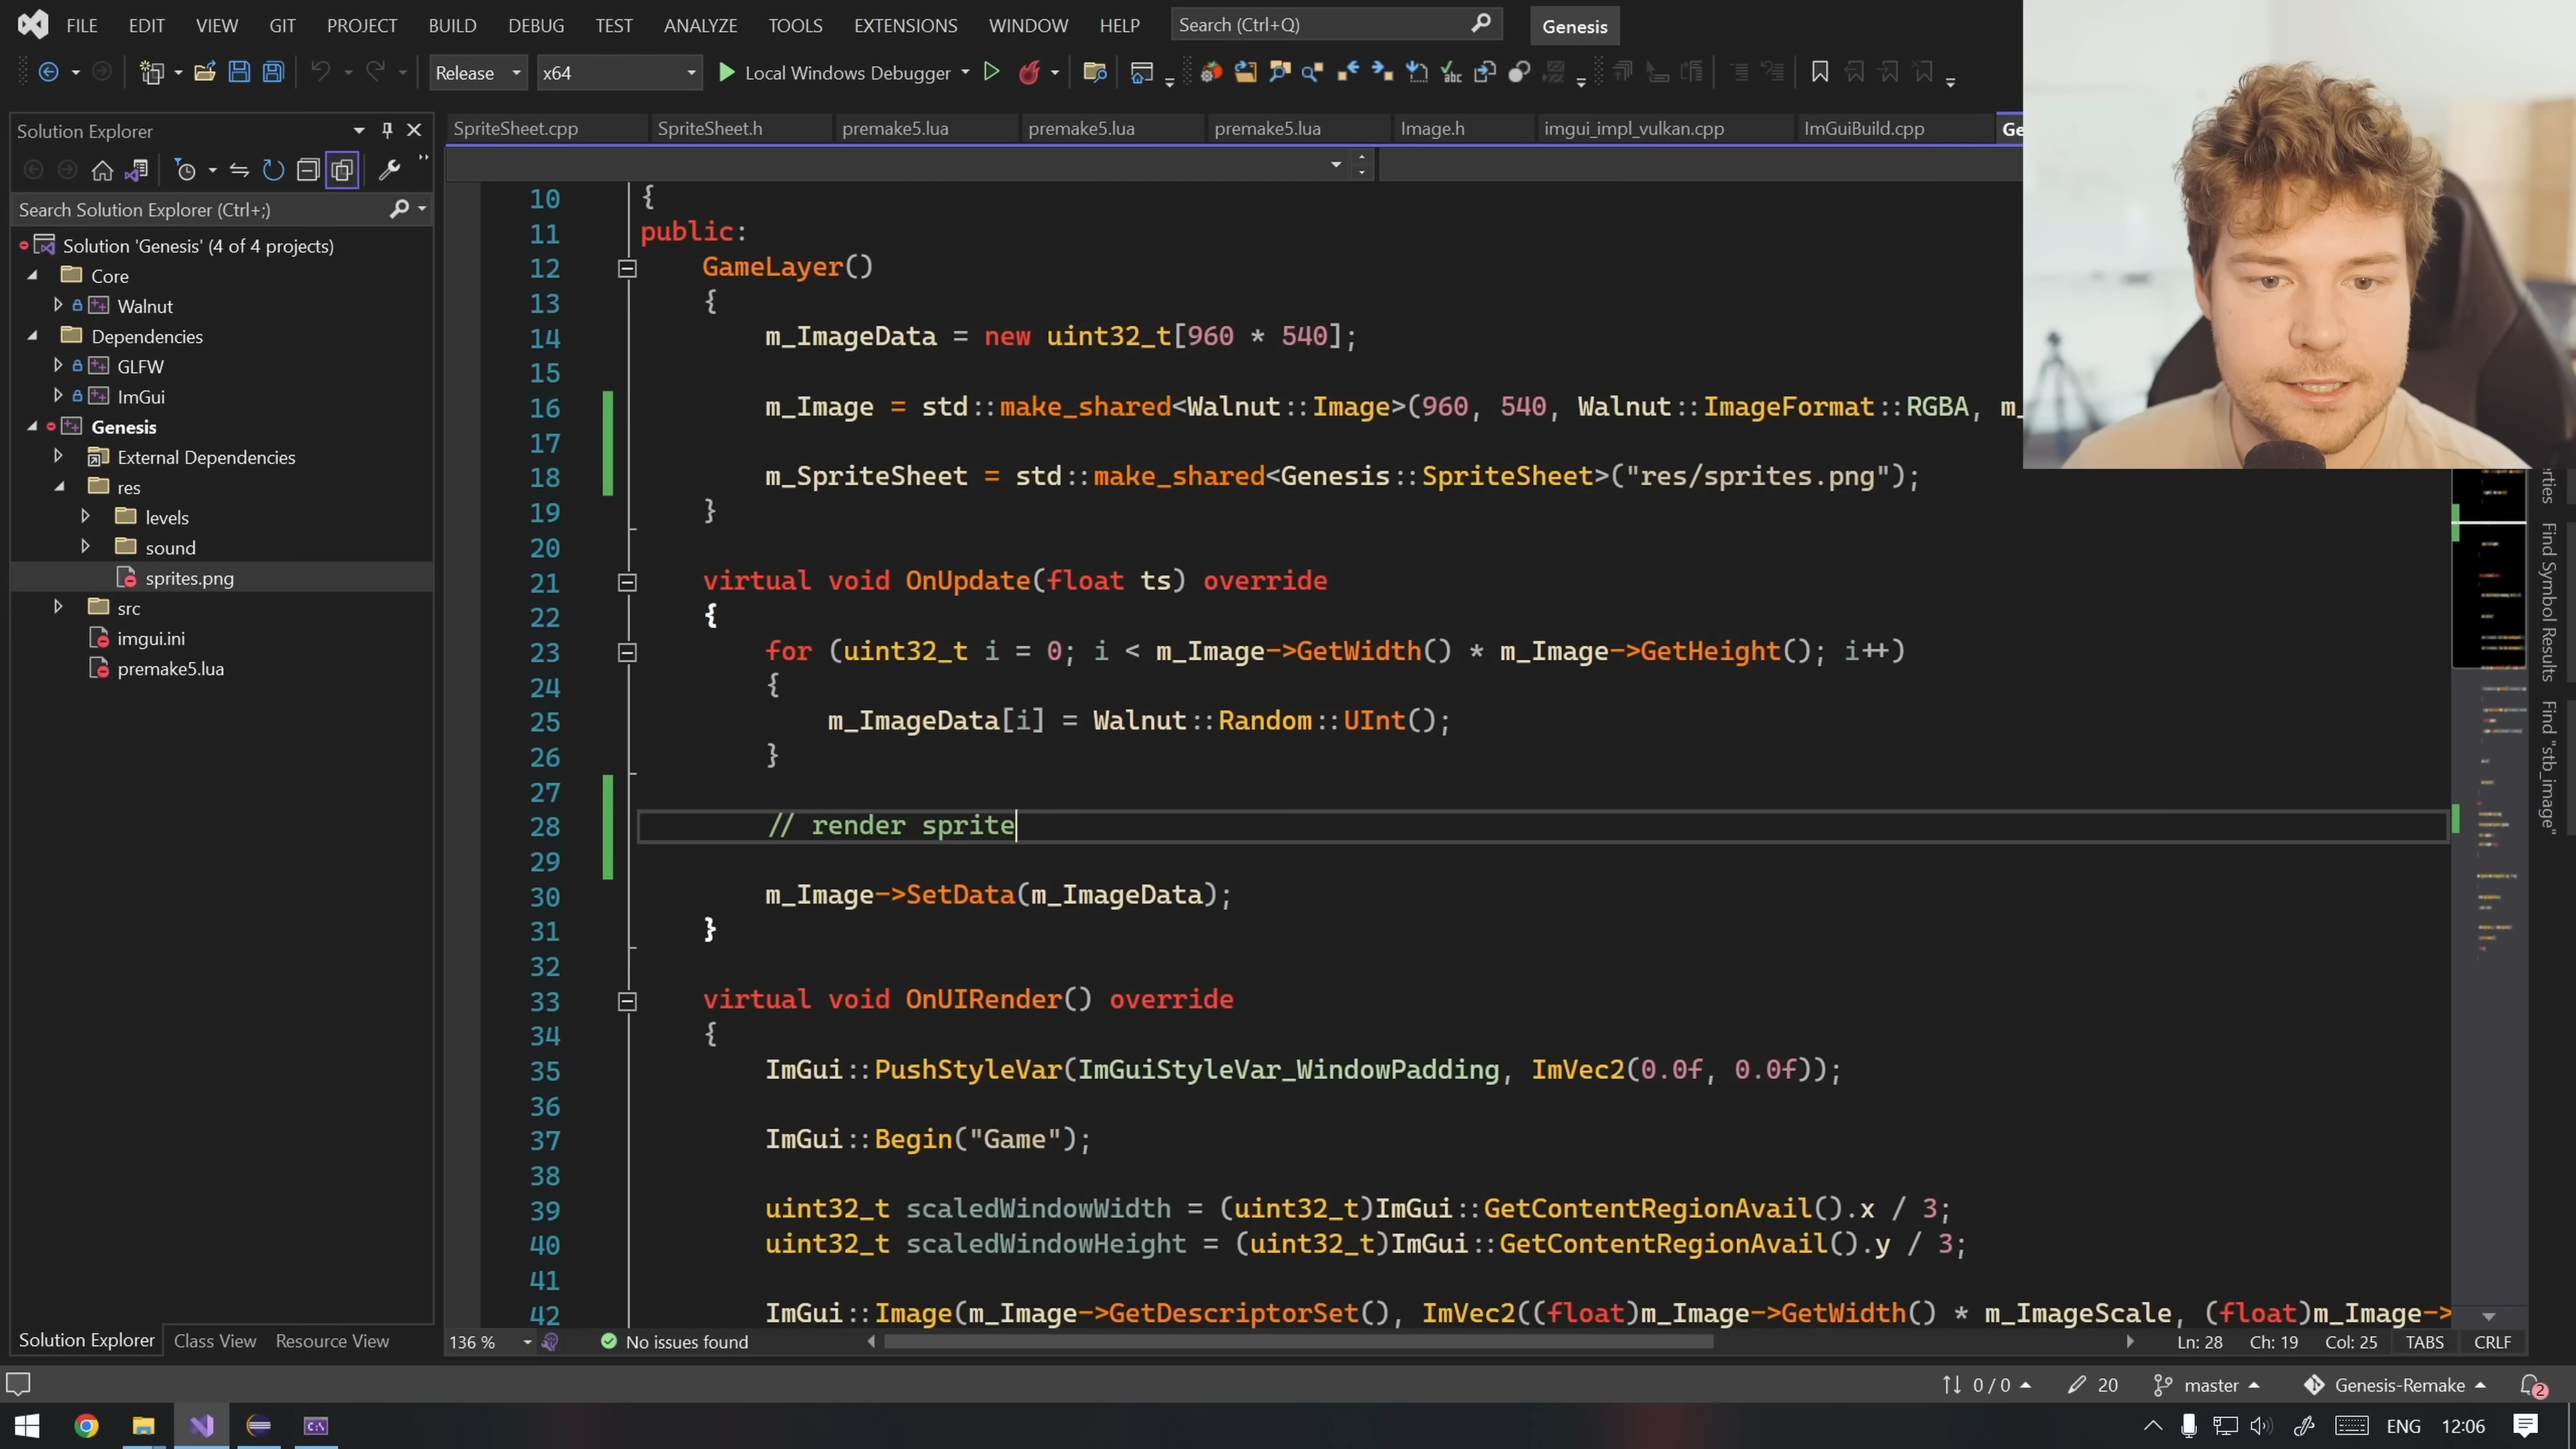 FILE EDIT VIEW GIT PROJECT BUILD DEBUG TEST ANALYZE TOOLS EXTENSIONS WINDOW HELP Search (Ctrl+Q) Genesis
Release x64 Local Windows Debugger
Solution Explorer
Search Solution Explorer (Ctrl+;)
Solution 'Genesis' (4 of 4 projects)
Core
Walnut
Dependencies
GLFW
ImGui
Genesis
External Dependencies
res
levels
sound
sprites.png
src
imgui.ini
premake5.lua
Solution Explorer Class View Resource View
SpriteSheet.cpp SpriteSheet.h premake5.lua premake5.lua premake5.lua Image.h imgui_impl_vulkan.cpp ImGuiBuild.cpp Ge
10 {
11 public:
12 GameLayer()
13 {
14 m_ImageData = new uint32_t[960 * 540];
15
16 m_Image = std::make_shared<Walnut::Image>(960, 540, Walnut::ImageFormat::RGBA, m_
17
18 m_SpriteSheet = std::make_shared<Genesis::SpriteSheet>("res/sprites.png");
19 }
20
21 virtual void OnUpdate(float ts) override
22 {
23 for (uint32_t i = 0; i < m_Image->GetWidth() * m_Image->GetHeight(); i++)
24 {
25 m_ImageData[i] = Walnut::Random::UInt();
26 }
27
28 // render sprite
29
30 m_Image->SetData(m_ImageData);
31 }
32
33 virtual void OnUIRender() override
34 {
35 ImGui::PushStyleVar(ImGuiStyleVar_WindowPadding, ImVec2(0.0f, 0.0f));
36
37 ImGui::Begin("Game");
38
39 uint32_t scaledWindowWidth = (uint32_t)ImGui::GetContentRegionAvail().x / 3;
40 uint32_t scaledWindowHeight = (uint32_t)ImGui::GetContentRegionAvail().y / 3;
41
42 ImGui::Image(m_Image->GetDescriptorSet(), ImVec2((float)m_Image->GetWidth() * m_ImageScale, (float)m_Image->
erties
Find Symbol Results
Find "stb_image"
136 % No issues found Ln: 28 Ch: 19 Col: 25 TABS CRLF
0 / 0 20 master Genesis-Remake 2
ENG 12:06